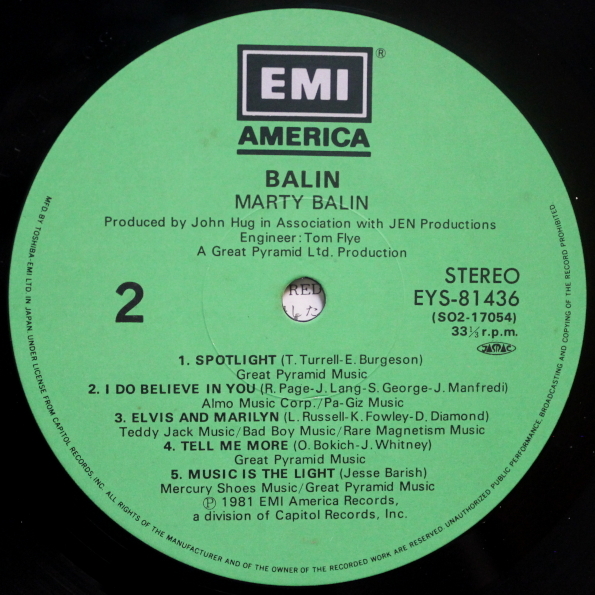 EMI
®
AMERICA
BALIN
MARTY BALIN
Produced by John Hug in Association with JEN Productions
Engineer: Tom Flye
A Great Pyramid Ltd. Production
RED
した
2
STEREO
EYS-81436
(SO2-17054)
33⅓ r.p.m.
JASRAC
1. SPOTLIGHT (T. Turrell-E. Burgeson)
Great Pyramid Music
2. I DO BELIEVE IN YOU (R. Page-J. Lang-S. George-J. Manfredi)
Almo Music Corp./Pa-Giz Music
3. ELVIS AND MARILYN (L. Russell-K. Fowley-D, Diamond)
Teddy Jack Music/Bad Boy Music/Rare Magnetism Music
4. TELL ME MORE (O. Bokich-J. Whitney)
Great Pyramid Music
5. MUSIC IS THE LIGHT (Jesse Barish)
Mercury Shoes Music/Great Pyramid Music
Ⓟ 1981 EMI America Records,
a division of Capitol Records, Inc.
MFD BY TOSHIBA-EMI LTD IN JAPAN UNDER LICENSE FROM CAPITOL RECORDS, INC. ALL RIGHTS OF THE MANUFACTURER AND OF THE OWNER OF THE RECORDED WORK ARE RESERVED. UNAUTHORIZED PUBLIC PERFORMANCE, BROADCASTING AND COPYING OF THE RECORD PROHIBITED